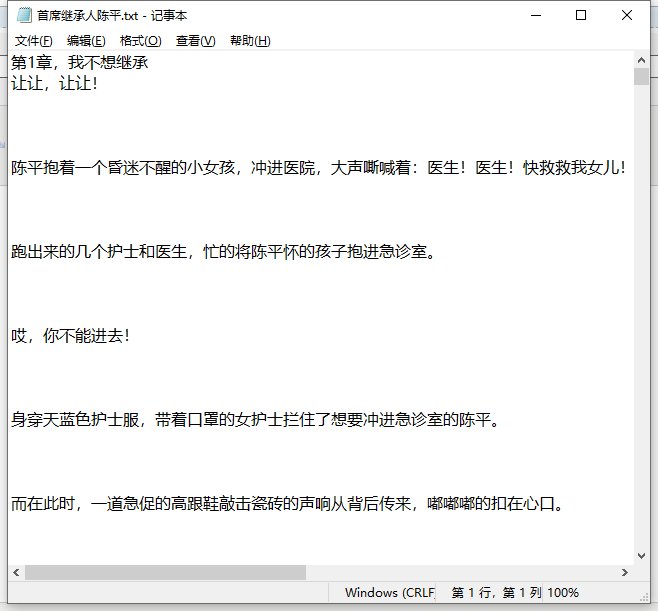 首席继承人陈平.txt - 记事本
文件(F) 编辑(E) 格式(O) 查看(V) 帮助(H)
第1章，我不想继承
让让，让让！
陈平抱着一个昏迷不醒的小女孩，冲进医院，大声嘶喊着：医生！医生！快救救我女儿！
跑出来的几个护士和医生，忙的将陈平怀的孩子抱进急诊室。
哎，你不能进去！
身穿天蓝色护士服，带着口罩的女护士拦住了想要冲进急诊室的陈平。
而在此时，一道急促的高跟鞋敲击瓷砖的声响从背后传来，嘟嘟嘟的扣在心口。
Windows (CRLF) 第 1 行，第 1 列 100%